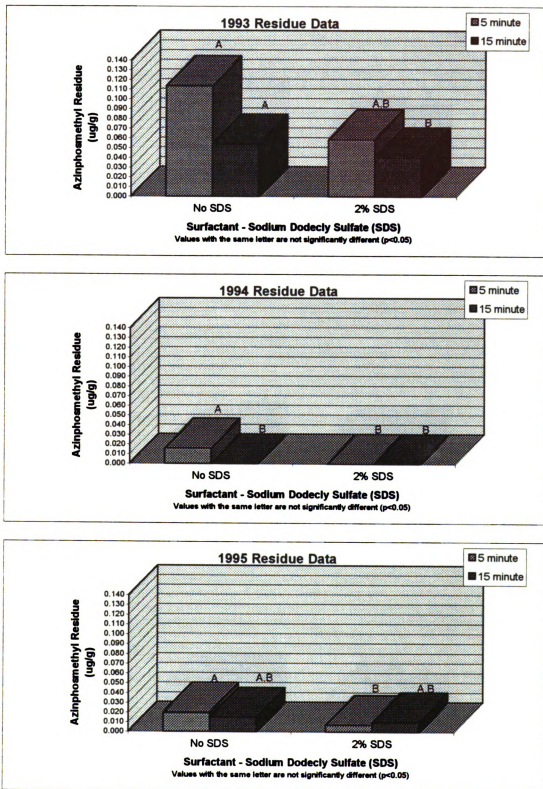 1993 Residue Data
5 minute
15 minute
Azinphosmethyl Residue
(ug/g)
0.140
0.130
0.120
0.110
0.100
0.090
0.080
0.070
0.060
0.050
0.040
0.030
0.020
0.010
0.000
A
A
A,B
B
No SDS
2% SDS
Surfactant - Sodium Dodecly Sulfate (SDS)
Values with the same letter are not significantly different (p<0.05)
1994 Residue Data
5 minute
15 minute
Azinphosmethyl Residue
(ug/g)
0.140
0.130
0.120
0.110
0.100
0.090
0.080
0.070
0.060
0.050
0.040
0.030
0.020
0.010
0.000
A
B
B
B
No SDS
2% SDS
Surfactant - Sodium Dodecly Sulfate (SDS)
Values with the same letter are not significantly different (p<0.05)
1995 Residue Data
5 minute
15 minute
Azinphosmethyl Residue
(ug/g)
0.140
0.130
0.120
0.110
0.100
0.090
0.080
0.070
0.060
0.050
0.040
0.030
0.020
0.010
0.000
A
A,B
B
A,B
No SDS
2% SDS
Surfactant - Sodium Dodecly Sulfate (SDS)
Values with the same letter are not significantly different (p<0.05)